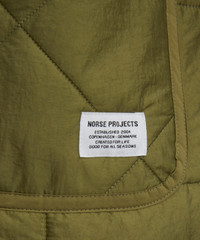 NORSE PROJECTS
ESTABLISHED 2004
COPENHAGEN - DENMARK
CREATED FOR LIFE
GOOD FOR ALL SEASONS